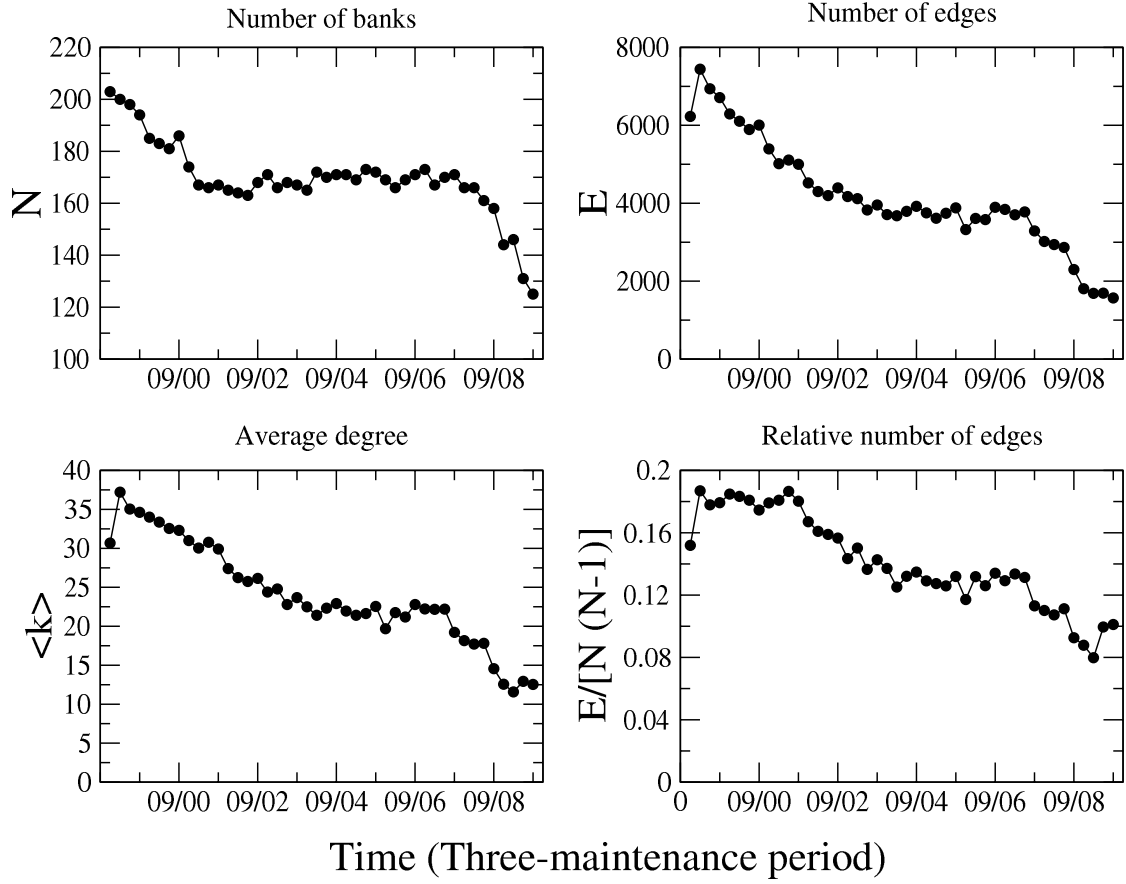 Number of banks
220
200
180
160
140
120
100
N
09/00 09/02 09/04 09/06 09/08
Number of edges
8000
6000
4000
2000
0
E
09/00 09/02 09/04 09/06 09/08
Average degree
40
35
30
25
20
15
10
5
0
<k>
09/00 09/02 09/04 09/06 09/08
Relative number of edges
0.2
0.16
0.12
0.08
0.04
0
E/[N (N-1)]
0 09/00 09/02 09/04 09/06 09/08
Time (Three-maintenance period)